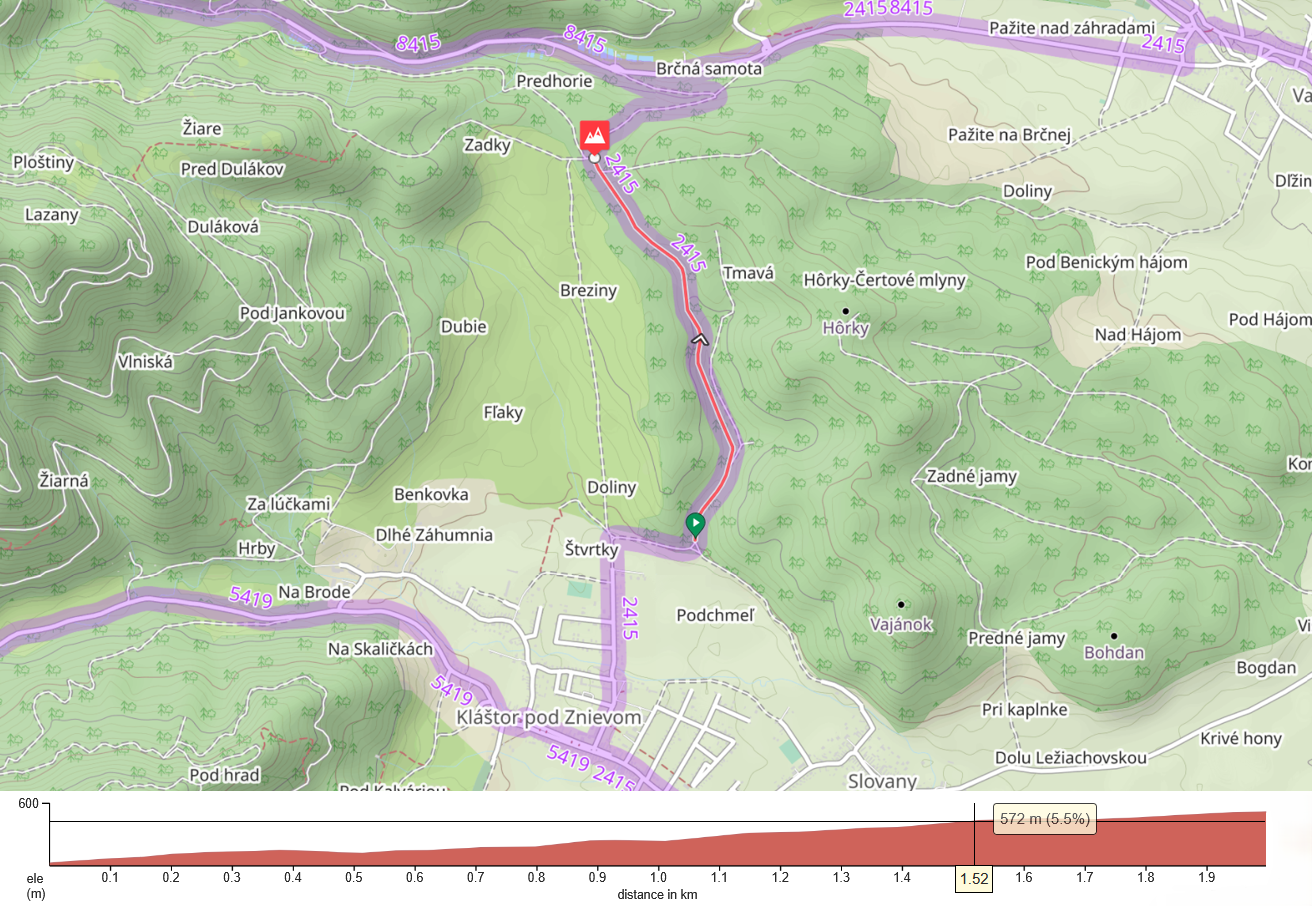 24158415
8415
8415
Pažite nad záhradami
2415
Brčná samota
Predhorie
Žiare
Pažite na Brčnej
Zadky
Ploštiny
Pred Dulákov
2415
Doliny
Lazany
Duláková
2415
Tmavá
Pod Benickým hájom
Hôrky-Čertové mlyny
Breziny
Pod Jankovou
Dubie
Hôrky
Nad Hájom
Pod Hájom
Vlniská
Fľaky
Žiarná
Zadné jamy
Doliny
Benkovka
Za lúčkami
Dlhé Záhumnia
Hrby
Štvrtky
Na Brode
5419
2415
Podchmeľ
Vajánok
Predné jamy
Bohdan
Na Skaličkách
Bogdan
5419
Pri kaplnke
Kláštor pod Znievom
Krivé hony
5419 2415
Dolu Ležiachovskou
Pod hrad
Slovany
Pod Kalváriou
600
572 m (5.5%)
ele
(m)
0.1 0.2 0.3 0.4 0.5 0.6 0.7 0.8 0.9 1.0 1.1 1.2 1.3 1.4 1.52 1.6 1.7 1.8 1.9
distance in km